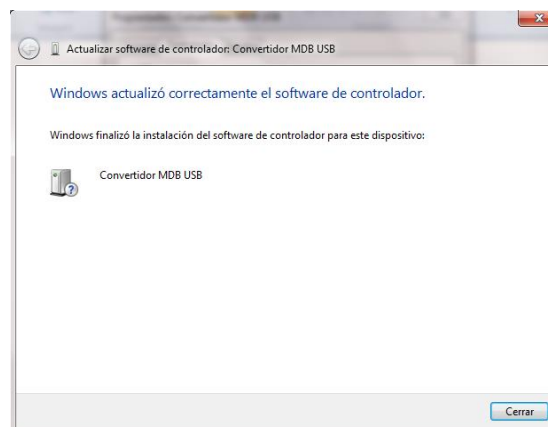 Actualizar software de controlador: Convertidor MDB USB
Windows actualizó correctamente el software de controlador.
Windows finalizó la instalación del software de controlador para este dispositivo:
Convertidor MDB USB
Cerrar